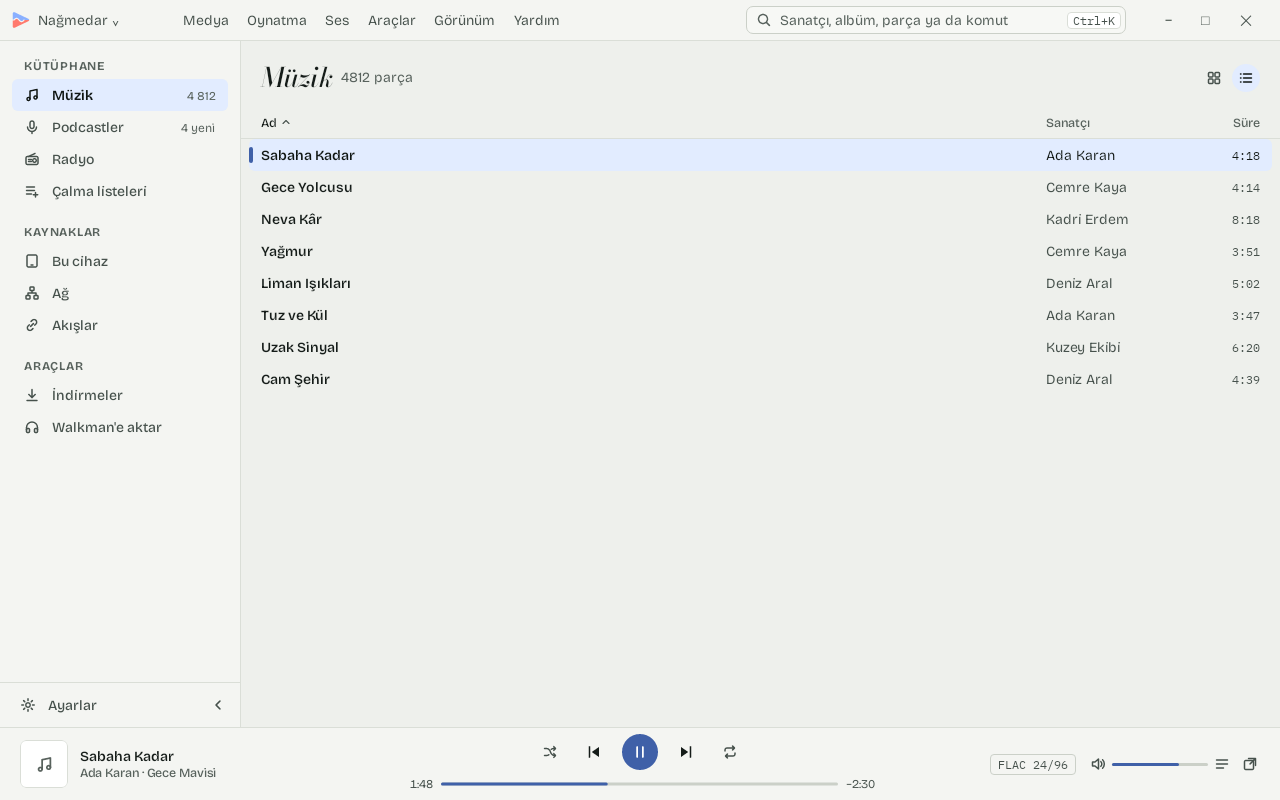 Nağmedar
Medya Oynatma Ses Araçlar Görünüm Yardım
Sanatçı, albüm, parça ya da komut Ctrl+K
KÜTÜPHANE
Müzik 4 812
Podcastler 4 yeni
Radyo
Çalma listeleri
KAYNAKLAR
Bu cihaz
Ağ
Akışlar
ARAÇLAR
İndirmeler
Walkman'e aktar
Ayarlar
Müzik 4812 parça
Ad Sanatçı Süre
Sabaha Kadar Ada Karan 4:18
Gece Yolcusu Cemre Kaya 4:14
Neva Kâr Kadri Erdem 8:18
Yağmur Cemre Kaya 3:51
Liman Işıkları Deniz Aral 5:02
Tuz ve Kül Ada Karan 3:47
Uzak Sinyal Kuzey Ekibi 6:20
Cam Şehir Deniz Aral 4:39
Sabaha Kadar
Ada Karan · Gece Mavisi
1:48 −2:30
FLAC 24/96